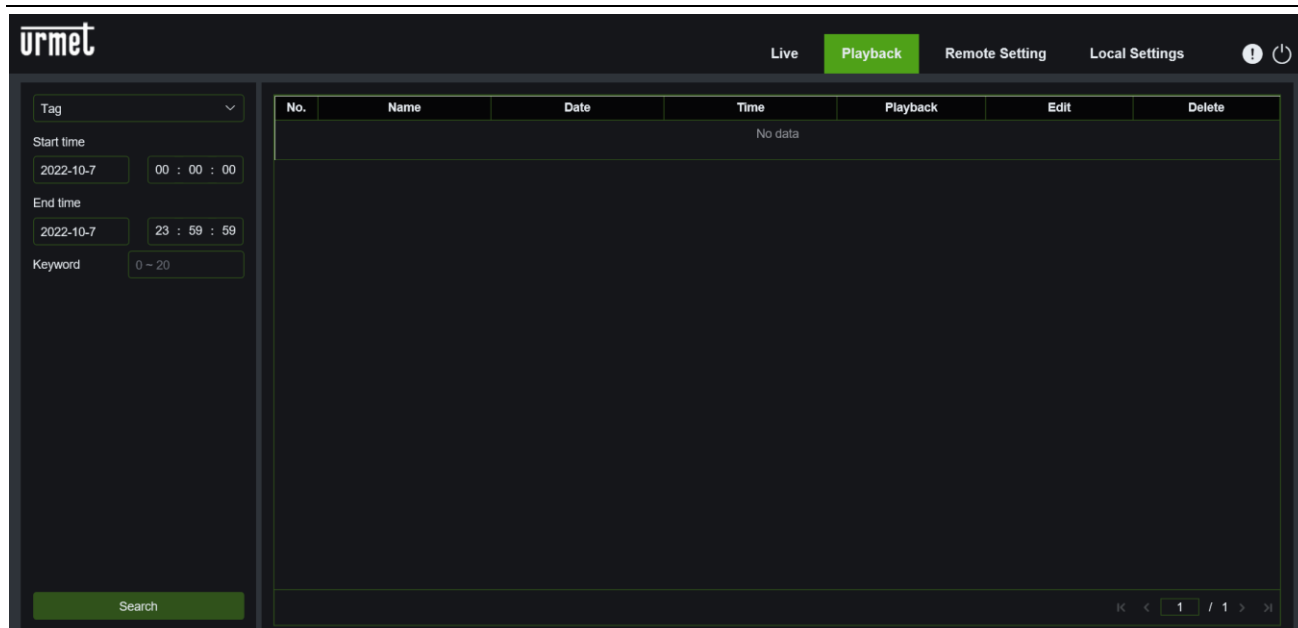 urmet
Live Playback Remote Setting Local Settings !
Tag
Start time
2022-10-7 00 : 00 : 00
End time
2022-10-7 23 : 59 : 59
Keyword 0 ~ 20
Search
No. Name Date Time Playback Edit Delete
No data
1 / 1